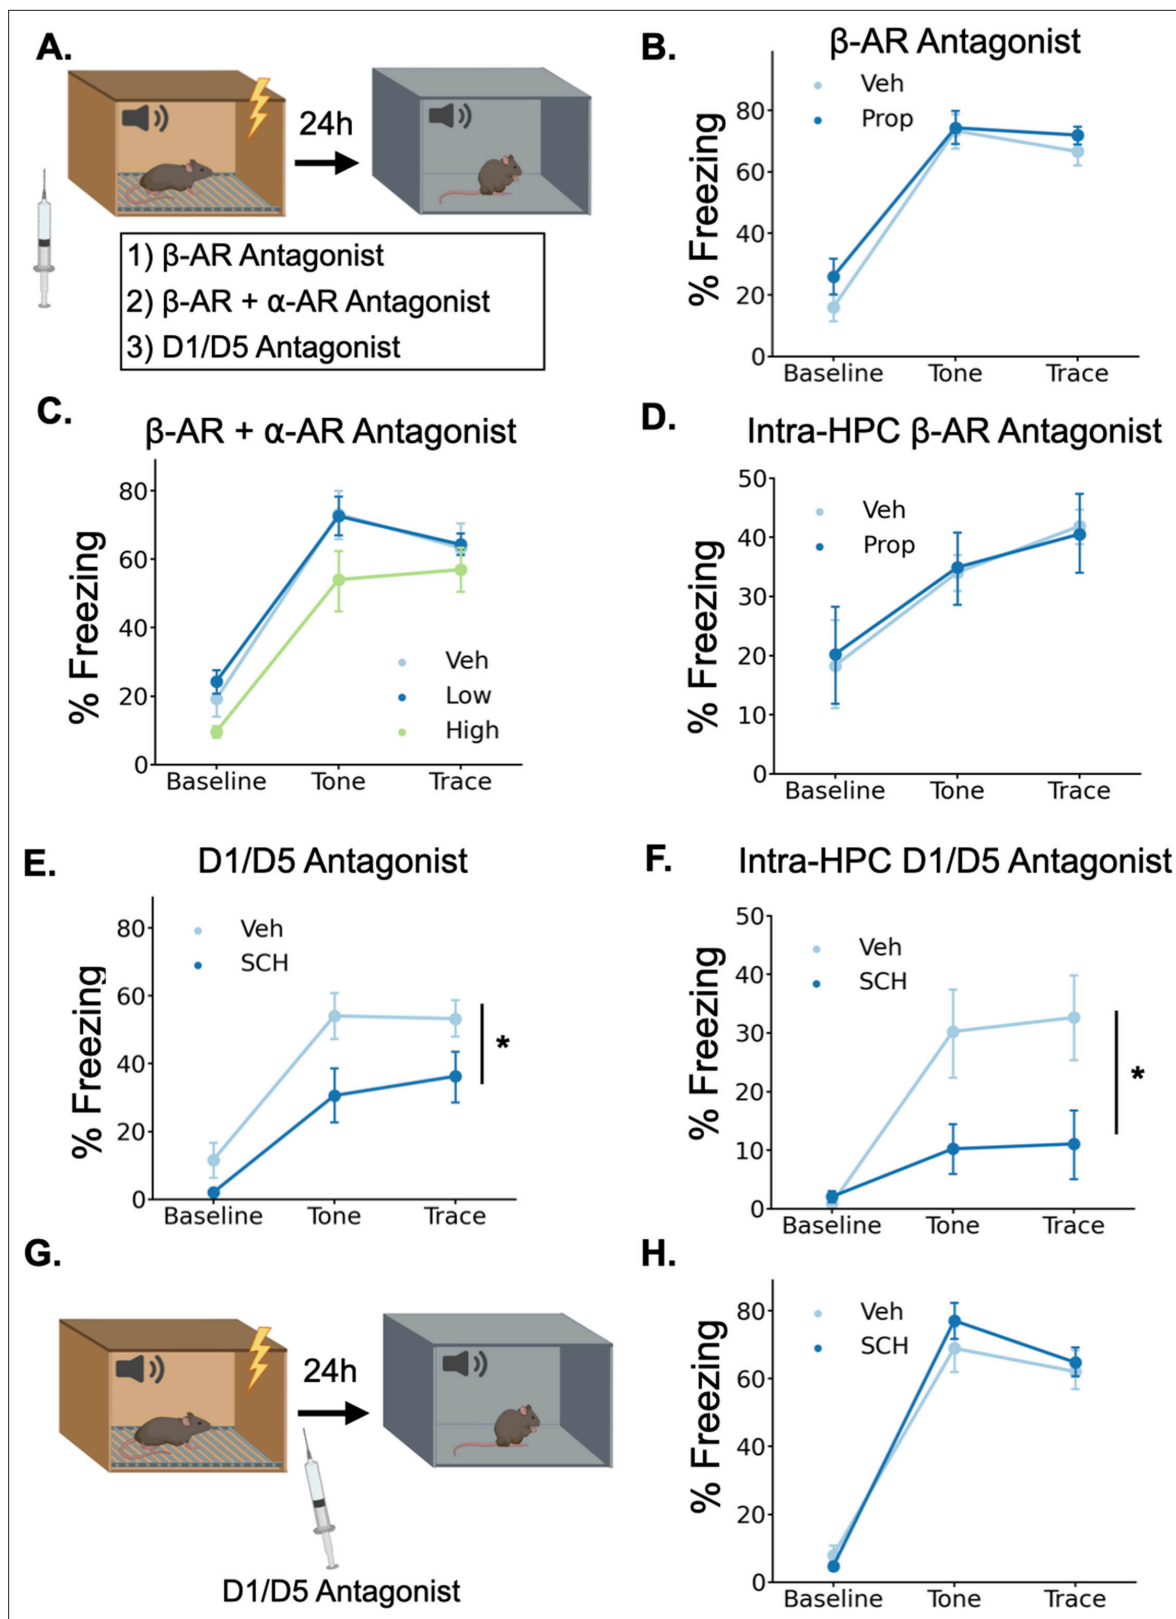 A.
24h
1) β-AR Antagonist
2) β-AR + α-AR Antagonist
3) D1/D5 Antagonist
B.
β-AR Antagonist
Veh
Prop
% Freezing
80
60
40
20
0
Baseline Tone Trace
C.
β-AR + α-AR Antagonist
% Freezing
80
60
40
20
0
Veh
Low
High
Baseline Tone Trace
D.
Intra-HPC β-AR Antagonist
Veh
Prop
% Freezing
50
40
30
20
10
0
Baseline Tone Trace
E.
D1/D5 Antagonist
Veh
SCH
% Freezing
80
60
40
20
0
*
Baseline Tone Trace
F.
Intra-HPC D1/D5 Antagonist
Veh
SCH
% Freezing
50
40
30
20
10
0
*
Baseline Tone Trace
G.
24h
D1/D5 Antagonist
H.
Veh
SCH
% Freezing
80
60
40
20
0
Baseline Tone Trace